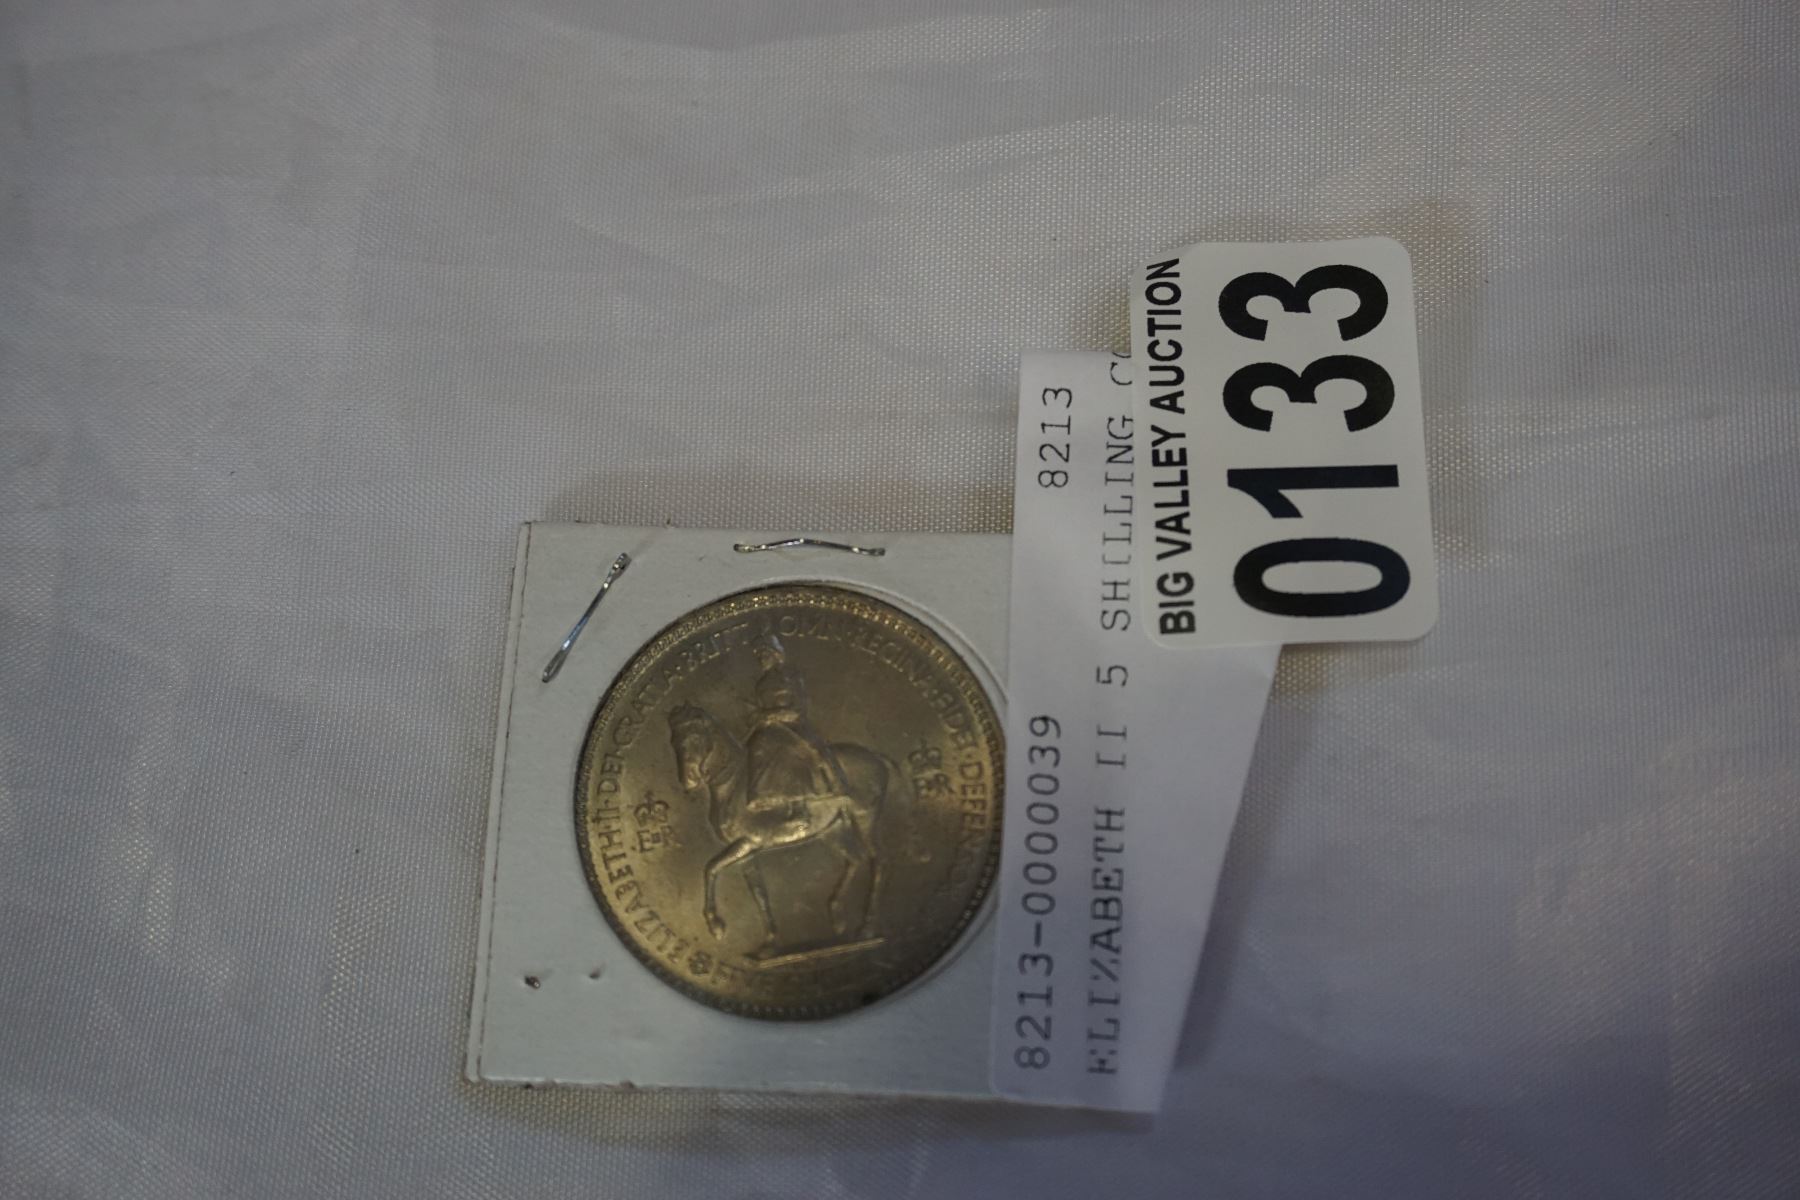 BIG VALLEY AUCTION
0133
8213-0000039 8213
ELIZABETH II 5 SHILLING
ELIZABETH·II·DEI·GRATIA·BRITT·OMN·REGINA·FIDEI·DEFENSOR